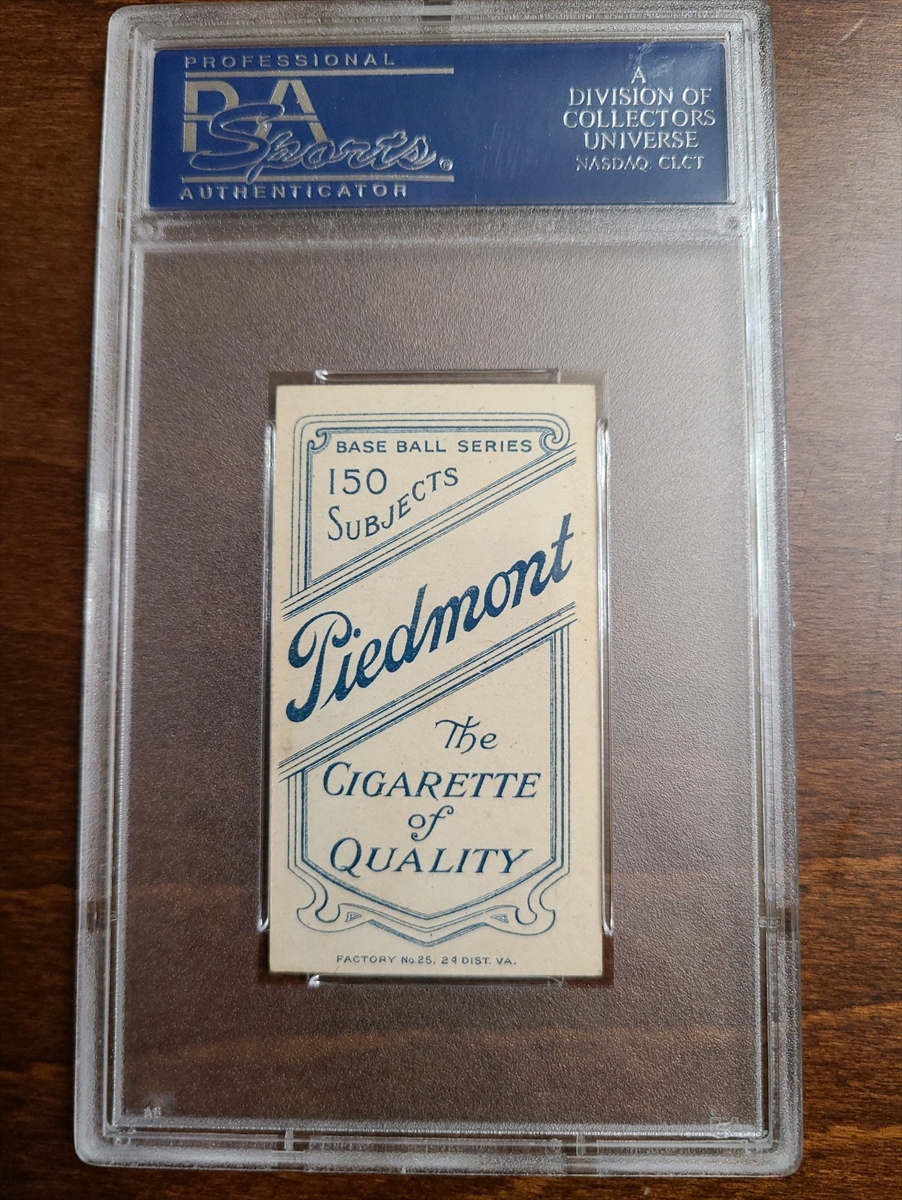 PROFESSIONAL
PSA
Sports®
AUTHENTICATOR
A
DIVISION OF
COLLECTORS
UNIVERSE
NASDAQ: CLCT
BASE BALL SERIES
150
SUBJECTS
Piedmont
The
CIGARETTE
of
QUALITY
FACTORY No. 25, 2d DIST. VA.